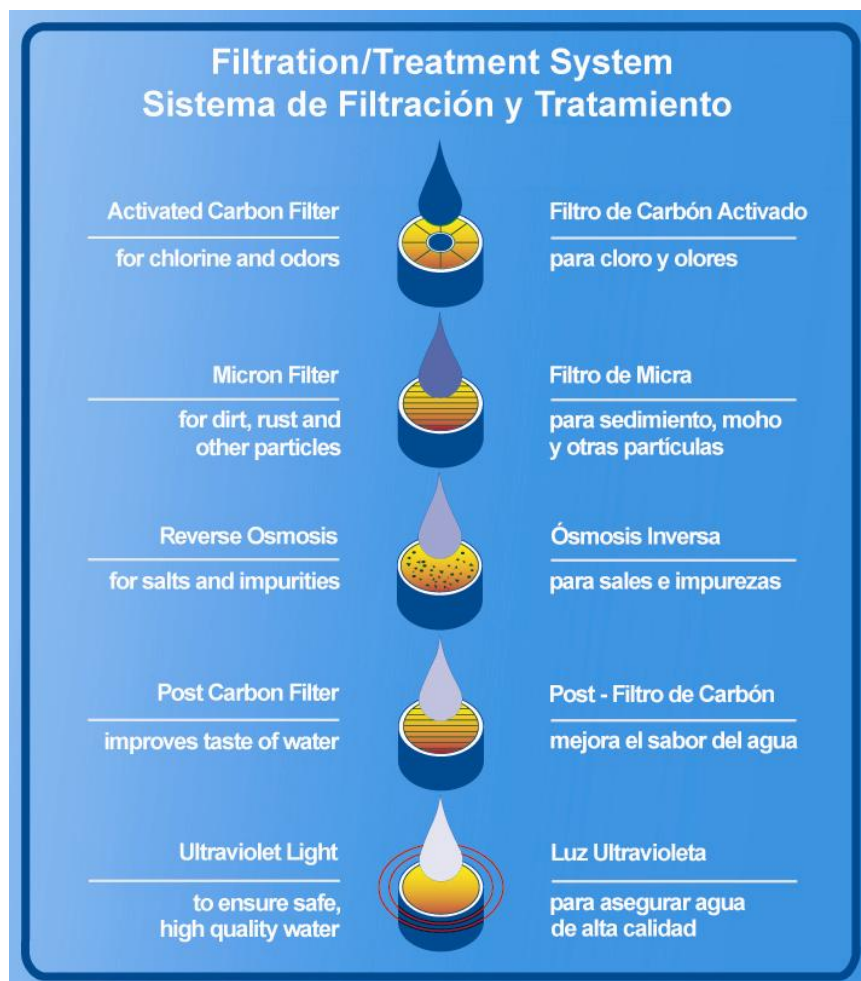 Filtration/Treatment System
Sistema de Filtración y Tratamiento
Activated Carbon Filter
for chlorine and odors
Filtro de Carbón Activado
para cloro y olores
Micron Filter
for dirt, rust and
other particles
Filtro de Micra
para sedimiento, moho
y otras partículas
Reverse Osmosis
for salts and impurities
Ósmosis Inversa
para sales e impurezas
Post Carbon Filter
improves taste of water
Post - Filtro de Carbón
mejora el sabor del agua
Ultraviolet Light
to ensure safe,
high quality water
Luz Ultravioleta
para asegurar agua
de alta calidad